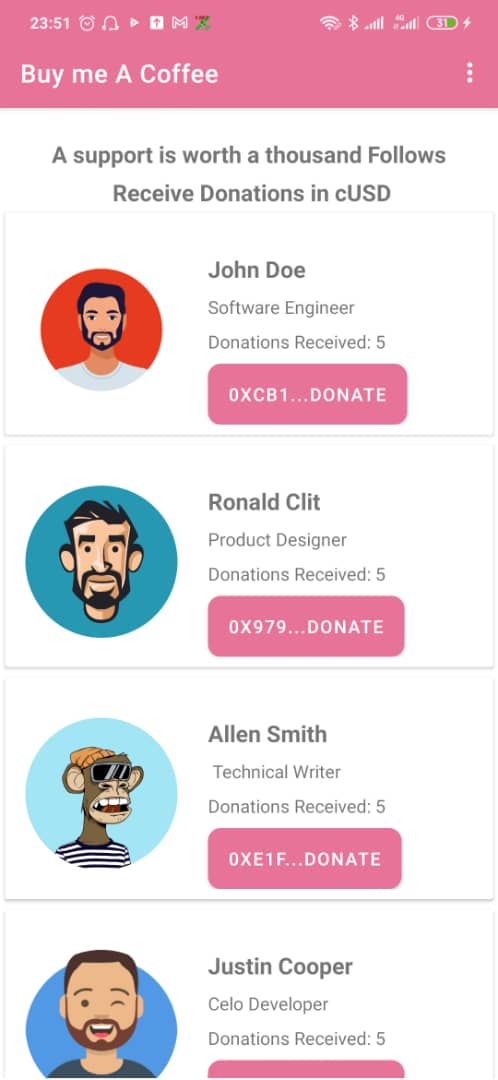 23:51
4G
31
Buy me A Coffee
A support is worth a thousand Follows
Receive Donations in cUSD
John Doe
Software Engineer
Donations Received: 5
0XCB1...DONATE
Ronald Clit
Product Designer
Donations Received: 5
0X979...DONATE
Allen Smith
Technical Writer
Donations Received: 5
0XE1F...DONATE
Justin Cooper
Celo Developer
Donations Received: 5